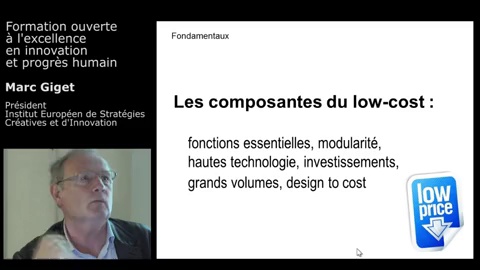 Formation ouverte
à l'excellence
en innovation
et progrès humain
Marc Giget
Président
Institut Européen de Stratégies
Créatives et d'Innovation
Fondamentaux
Les composantes du low-cost :
fonctions essentielles, modularité,
hautes technologie, investissements,
grands volumes, design to cost
low
price